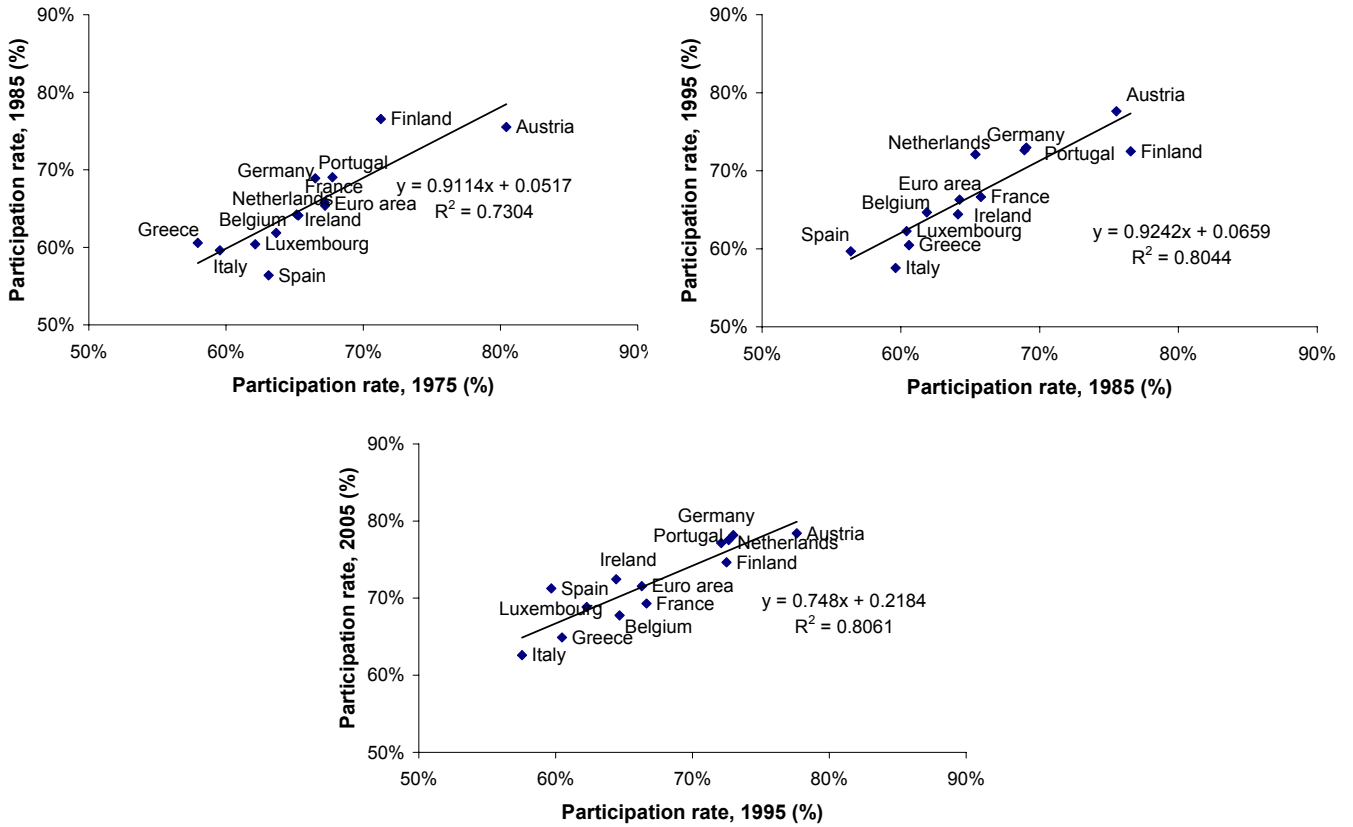 90%
80%
70%
60%
50%
Participation rate, 1985 (%)
Finland
Austria
Germany
Portugal
France
y = 0.9114x + 0.0517
R² = 0.7304
Netherlands
Euro area
Belgium
Ireland
Greece
Luxembourg
Italy
Spain
50%
60%
70%
80%
90%
Participation rate, 1975 (%)
90%
80%
70%
60%
50%
Participation rate, 1995 (%)
Austria
Germany
Netherlands
Portugal
Finland
Euro area
France
Belgium
Ireland
Spain
Luxembourg
Greece
Italy
y = 0.9242x + 0.0659
R² = 0.8044
50%
60%
70%
80%
90%
Participation rate, 1985 (%)
90%
80%
70%
60%
50%
Participation rate, 2005 (%)
Germany
Portugal
Netherlands
Austria
Ireland
Finland
Spain
Euro area
Luxembourg
France
Belgium
Greece
Italy
y = 0.748x + 0.2184
R² = 0.8061
50%
60%
70%
80%
90%
Participation rate, 1995 (%)